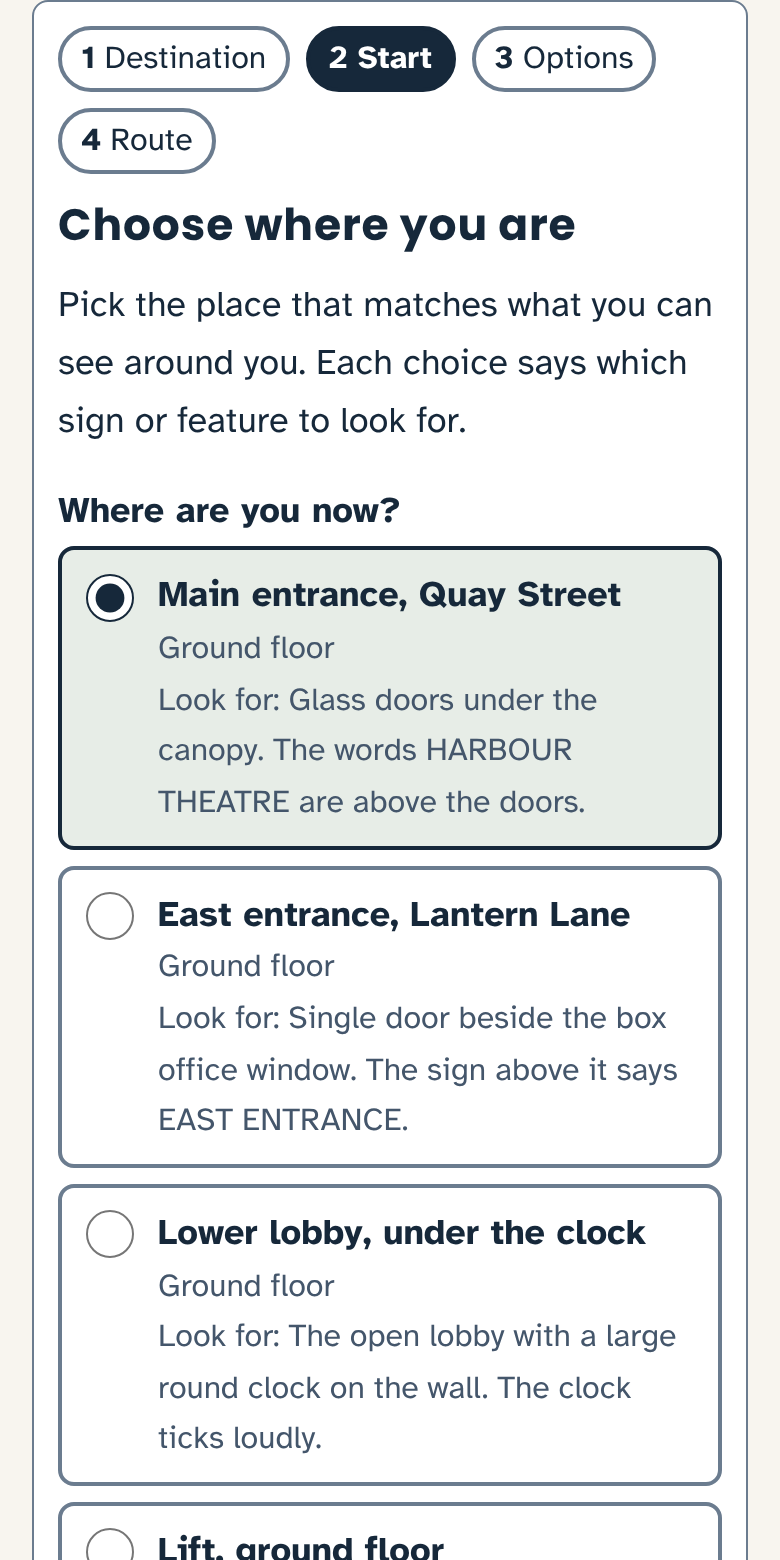 1 Destination
2 Start
3 Options
4 Route
Choose where you are
Pick the place that matches what you can
see around you. Each choice says which
sign or feature to look for.
Where are you now?
Main entrance, Quay Street
Ground floor
Look for: Glass doors under the
canopy. The words HARBOUR
THEATRE are above the doors.
East entrance, Lantern Lane
Ground floor
Look for: Single door beside the box
office window. The sign above it says
EAST ENTRANCE.
Lower lobby, under the clock
Ground floor
Look for: The open lobby with a large
round clock on the wall. The clock
ticks loudly.
Lift, ground floor